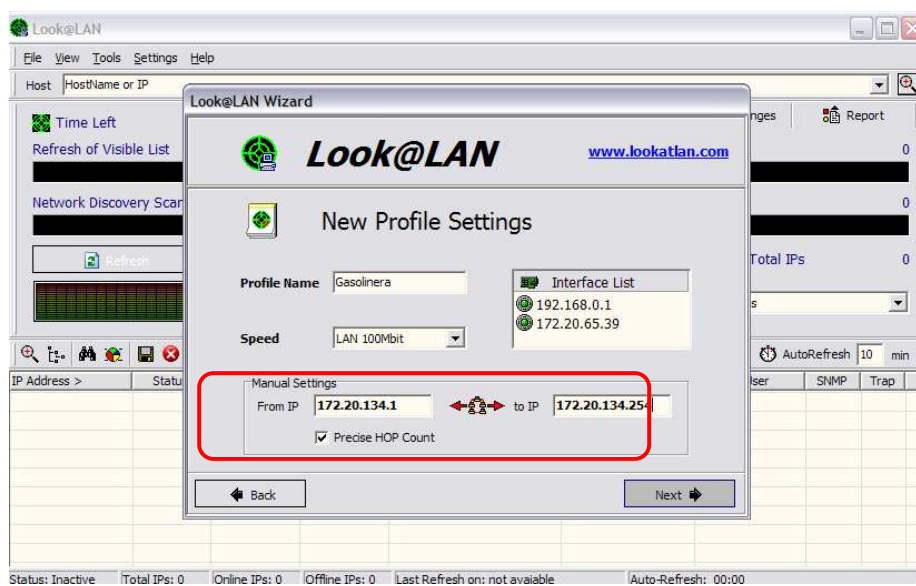 Look@LAN
File View Tools Settings Help
Host HostName or IP
Time Left
Refresh of Visible List
0
Network Discovery Scan
0
Refresh
Report
Total IPs 0
Look@LAN Wizard
Look@LAN
www.lookatlan.com
New Profile Settings
Profile Name Gasolinera
Interface List
192.168.0.1
172.20.65.39
Speed LAN 100Mbit
Manual Settings
From IP 172.20.134.1 to IP 172.20.134.254
Precise HOP Count
Back
Next
AutoRefresh 10 min
IP Address > Statu
SNMP Trap
Status: Inactive Total IPs: 0 Online IPs: 0 Offline IPs: 0 Last Refresh on: not avaiable Auto-Refresh: 00:00